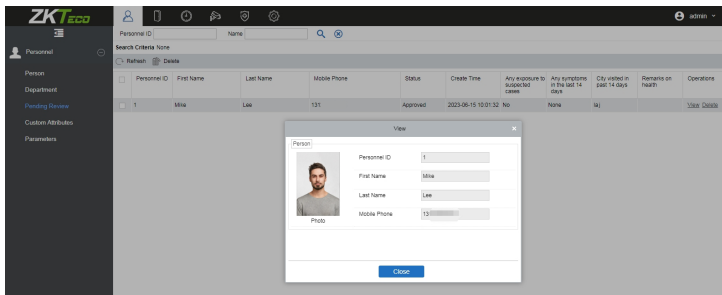 ZKTECO
admin
Personnel ID
Name
Search Criteria None
Refresh Delete
Personnel
Person
Department
Pending Review
Custom Attributes
Parameters
Personnel ID First Name Last Name Mobile Phone Status Create Time Any exposure to suspected cases Any symptoms in the last 14 days City visited in past 14 days Remarks on health Operations
1 Mike Lee 131 Approved 2023-06-15 10:01:32 No None View Delete
View
Person
Personnel ID 1
First Name Mike
Last Name Lee
Mobile Phone 13
Photo
Close